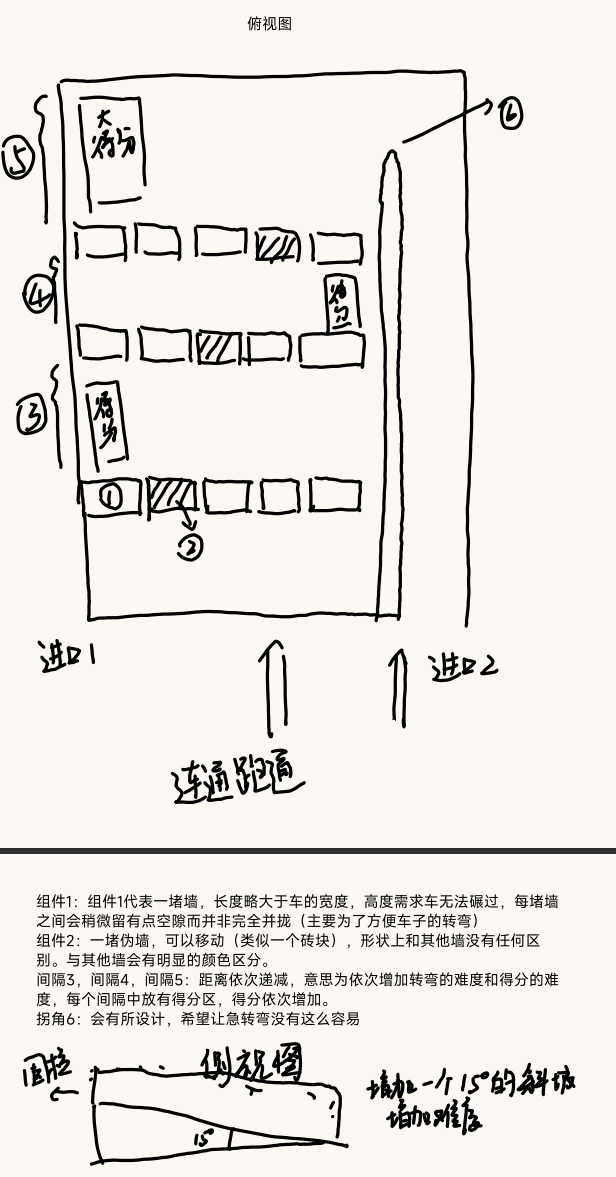 俯视图
⑥
⑤
大
得分
④
得
分
③
得
分
①
②
进口1
进口2
连通跑道
组件1：组件1代表一堵墙，长度略大于车的宽度，高度需求车无法碾过，每堵墙
之间会稍微留有点空隙而并非完全并拢（主要为了方便车子的转弯）
组件2：一堵伪墙，可以移动（类似一个砖块），形状上和其他墙没有任何区
别。与其他墙会有明显的颜色区分。
间隔3，间隔4，间隔5：距离依次递减，意思为依次增加转弯的难度和得分的难
度，每个间隔中放有得分区，得分依次增加。
拐角6：会有所设计，希望让急转弯没有这么容易
围栏
侧视图
15°
增加一个15°的斜坡
增加难度